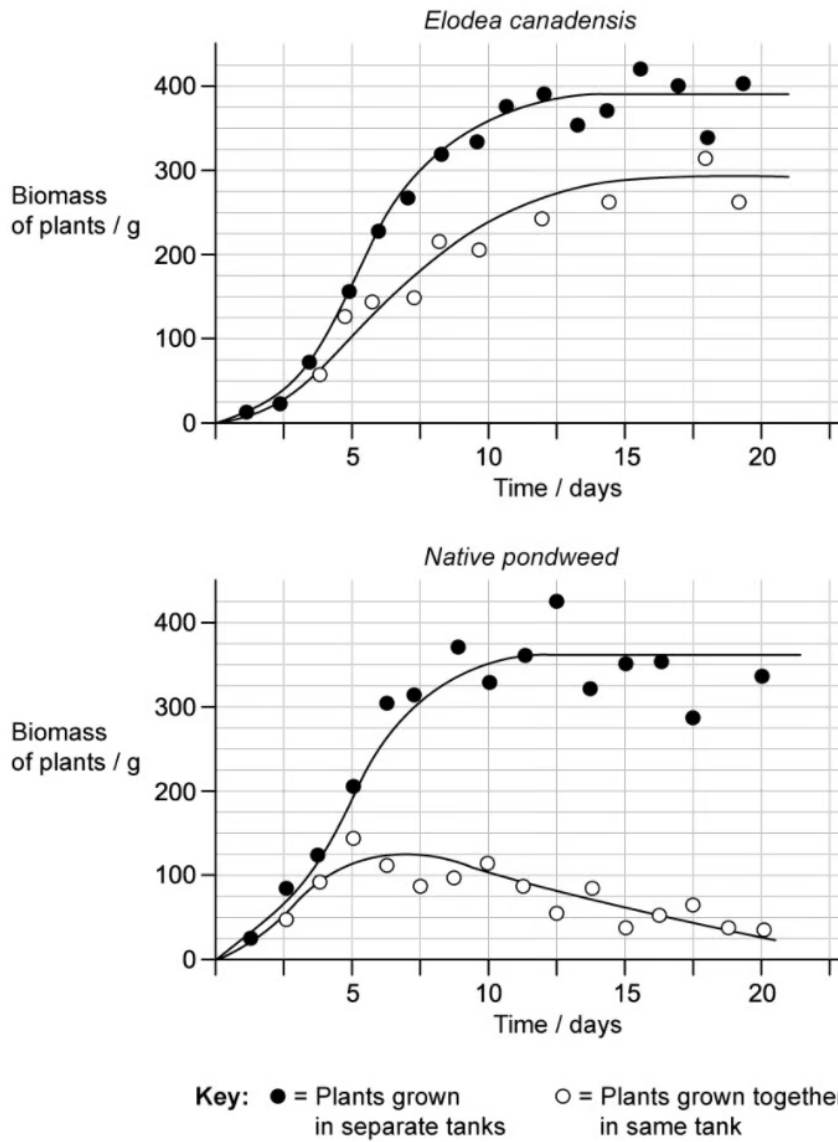 Elodea canadensis
400
300
Biomass
of plants / g
200
100
0
5 10 15 20
Time / days
Native pondweed
400
300
Biomass
of plants / g
200
100
0
5 10 15 20
Time / days
Key: ● = Plants grown ○ = Plants grown together
in separate tanks in same tank